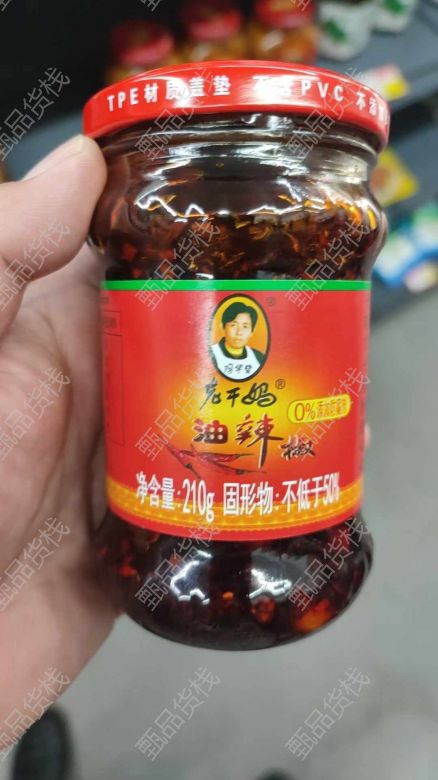 TPE材质盖垫 不含PVC 不添
陶华碧
老干妈®
0%添加防腐剂
油辣椒
净含量:210g 固形物:不低于50%
甄品货栈